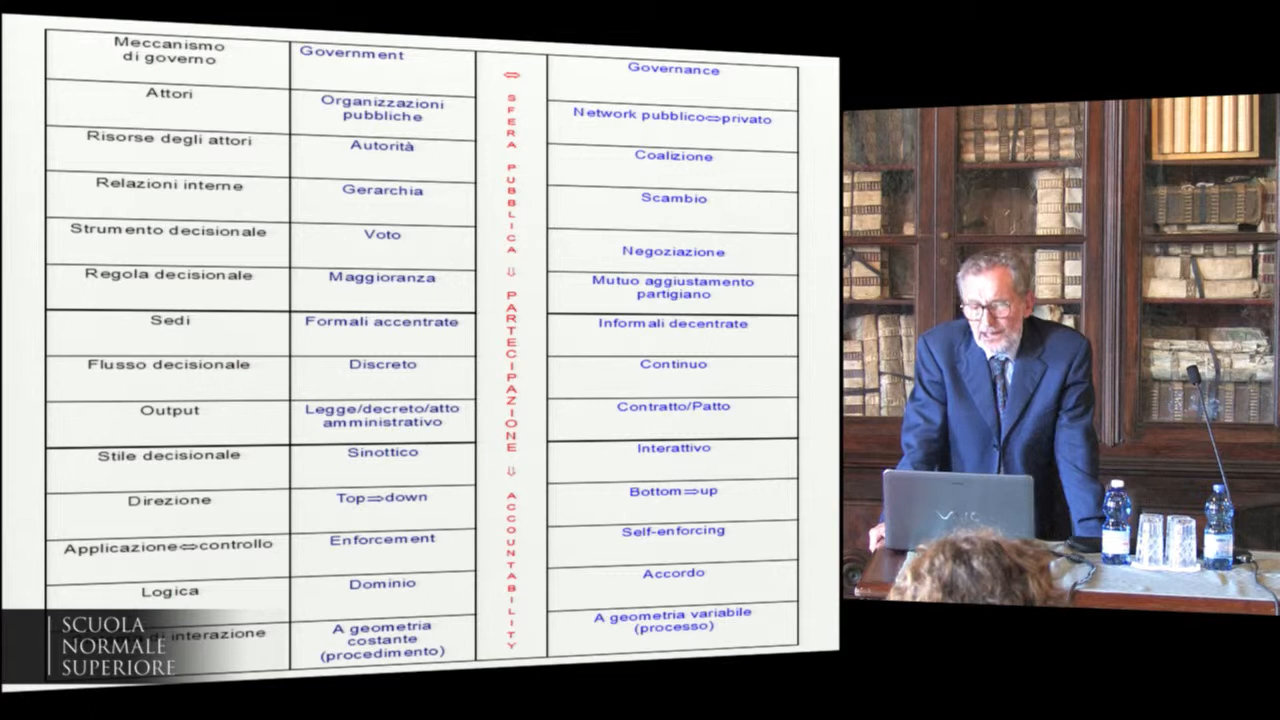 Meccanismo
di governo
Government
Governance
Attori
Organizzazioni
pubbliche
Network pubblico⇔privato
Risorse degli attori
Autorità
Coalizione
Relazioni interne
Gerarchia
Scambio
Strumento decisionale
Voto
Negoziazione
Regola decisionale
Maggioranza
Mutuo aggiustamento
partigiano
Sedi
Formali accentrate
Informali decentrate
Flusso decisionale
Discreto
Continuo
Output
Legge/decreto/atto
amministrativo
Contratto/Patto
Stile decisionale
Sinottico
Interattivo
Direzione
Top⇒down
Bottom⇒up
Applicazione⇔controllo
Enforcement
Self-enforcing
Logica
Dominio
Accordo
di interazione
A geometria
costante
(procedimento)
A geometria variabile
(processo)
⇔ SFERA PUBBLICA ⇓ PARTECIPAZIONE ⇓ ACCOUNTABILITY
SCUOLA
NORMALE
SUPERIORE